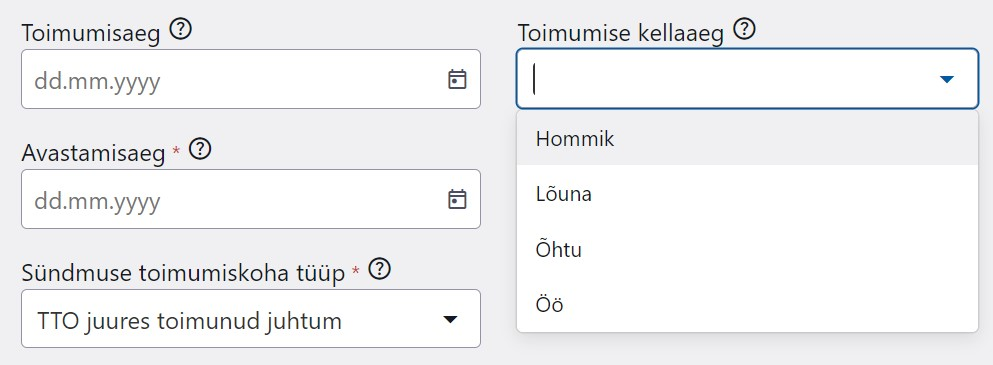 Toimumisaeg
dd.mm.yyyy
Toimumise kellaaeg
Hommik
Lõuna
Õhtu
Öö
Avastamisaeg *
dd.mm.yyyy
Sündmuse toimumiskoha tüüp *
TTO juures toimunud juhtum